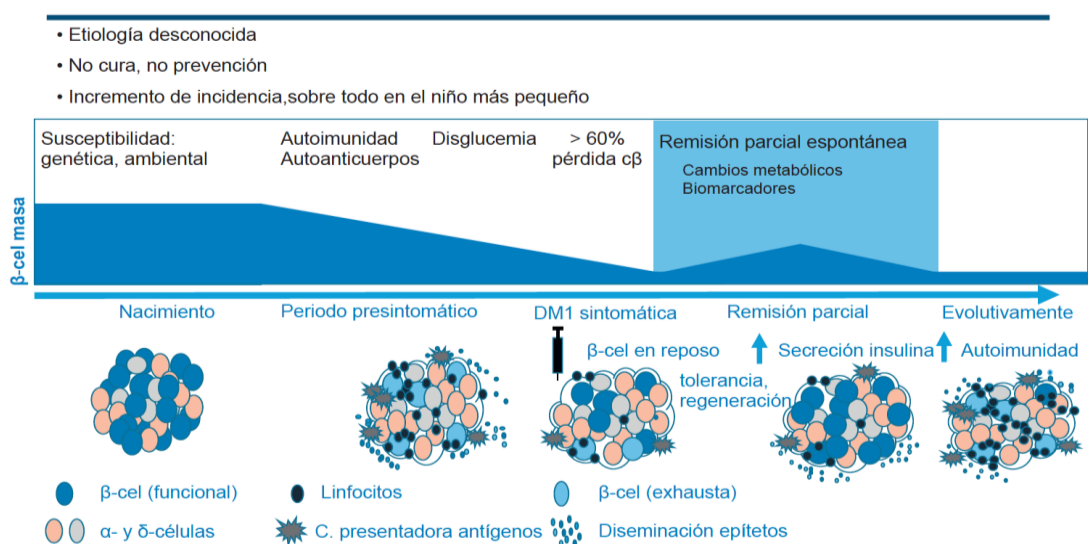 • Etiología desconocida
• No cura, no prevención
• Incremento de incidencia,sobre todo en el niño más pequeño
Susceptibilidad:
genética, ambiental
Autoimunidad
Autoanticuerpos
Disglucemia
> 60%
pérdida cβ
Remisión parcial espontánea
Cambios metabólicos
Biomarcadores
β-cel masa
Nacimiento
Periodo presintomático
DM1 sintomática
Remisión parcial
Evolutivamente
β-cel en reposo
Secreción insulina
Autoimunidad
tolerancia,
regeneración
β-cel (funcional)
Linfocitos
β-cel (exhausta)
α- y δ-células
C. presentadora antígenos
Diseminación epítetos